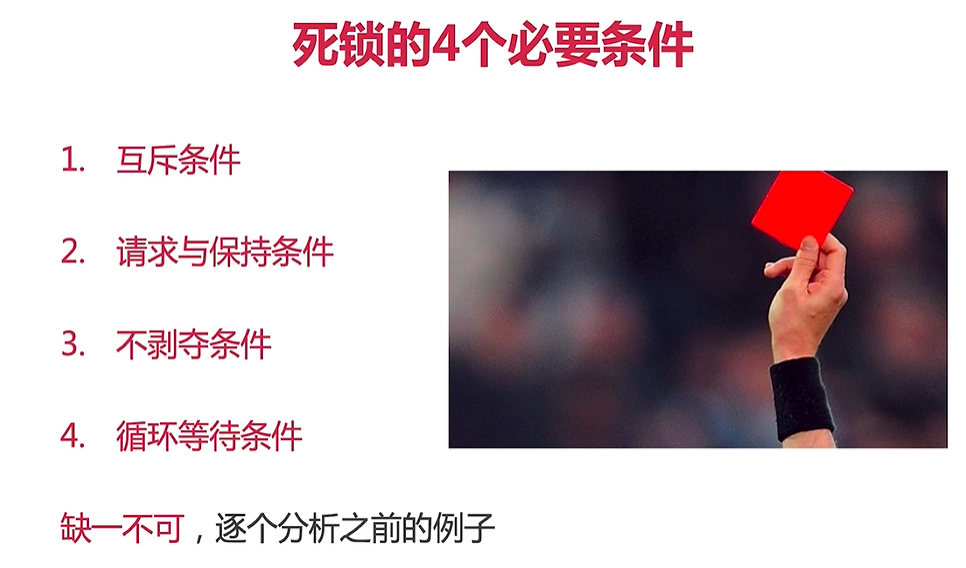 死锁的4个必要条件
1. 互斥条件
2. 请求与保持条件
3. 不剥夺条件
4. 循环等待条件
缺一不可，逐个分析之前的例子